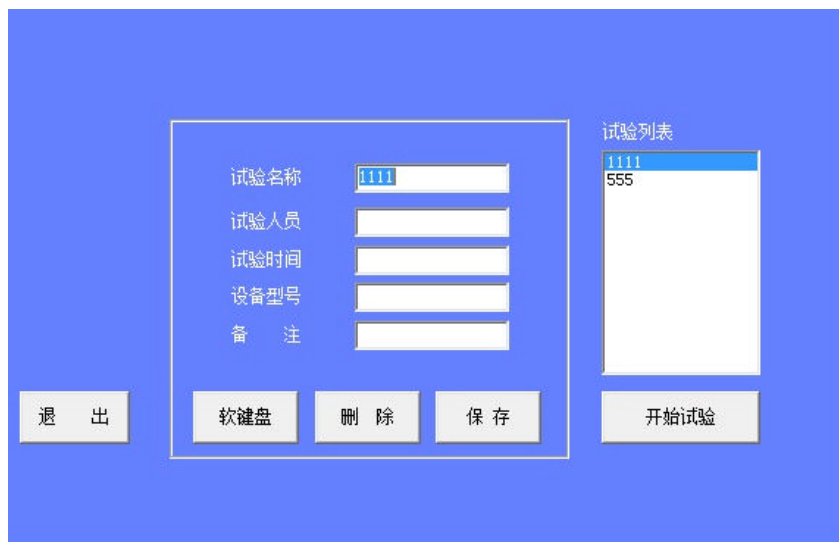 试验列表
试验名称 1111
试验人员
试验时间
设备型号
备 注
1111
555
退 出
软键盘
删 除
保 存
开始试验